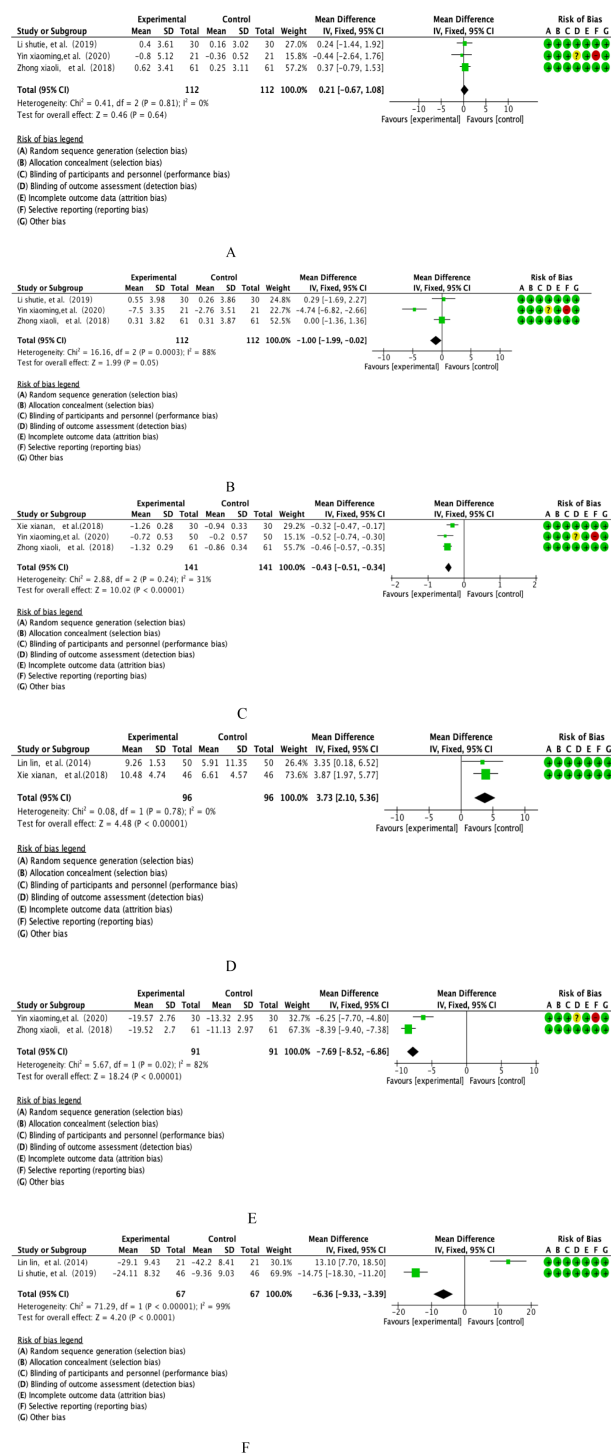 Experimental Control Mean Difference Mean Difference Risk of Bias
Study or Subgroup Mean SD Total Mean SD Total Weight IV, Fixed, 95% CI IV, Fixed, 95% CI A B C D E F G
Li shutie, et al. (2019) 0.4 3.61 30 0.16 3.02 30 27.0% 0.24 [-1.44, 1.92]
Yin xiaoming,et al. (2020) -0.8 5.12 21 -0.36 0.52 21 15.8% -0.44 [-2.64, 1.76] ?
Zhong xiaoli, et al. (2018) 0.62 3.41 61 0.25 3.11 61 57.2% 0.37 [-0.79, 1.53]
Total (95% CI) 112 112 100.0% 0.21 [-0.67, 1.08]
Heterogeneity: Chi² = 0.41, df = 2 (P = 0.81); I² = 0%
Test for overall effect: Z = 0.46 (P = 0.64)
-10 -5 0 5 10
Favours [experimental] Favours [control]
Risk of bias legend
(A) Random sequence generation (selection bias)
(B) Allocation concealment (selection bias)
(C) Blinding of participants and personnel (performance bias)
(D) Blinding of outcome assessment (detection bias)
(E) Incomplete outcome data (attrition bias)
(F) Selective reporting (reporting bias)
(G) Other bias
A
Experimental Control Mean Difference Mean Difference Risk of Bias
Study or Subgroup Mean SD Total Mean SD Total Weight IV, Fixed, 95% CI IV, Fixed, 95% CI A B C D E F G
Li shutie, et al. (2019) 0.55 3.98 30 0.26 3.86 30 24.8% 0.29 [-1.69, 2.27]
Yin xiaoming,et al. (2020) -7.5 3.35 21 -2.76 3.51 21 22.7% -4.74 [-6.82, -2.66] ?
Zhong xiaoli, et al. (2018) 0.31 3.82 61 0.31 3.87 61 52.5% 0.00 [-1.36, 1.36]
Total (95% CI) 112 112 100.0% -1.00 [-1.99, -0.02]
Heterogeneity: Chi² = 16.16, df = 2 (P = 0.0003); I² = 88%
Test for overall effect: Z = 1.99 (P = 0.05)
-10 -5 0 5 10
Favours [experimental] Favours [control]
Risk of bias legend
(A) Random sequence generation (selection bias)
(B) Allocation concealment (selection bias)
(C) Blinding of participants and personnel (performance bias)
(D) Blinding of outcome assessment (detection bias)
(E) Incomplete outcome data (attrition bias)
(F) Selective reporting (reporting bias)
(G) Other bias
B
Experimental Control Mean Difference Mean Difference Risk of Bias
Study or Subgroup Mean SD Total Mean SD Total Weight IV, Fixed, 95% CI IV, Fixed, 95% CI A B C D E F G
Xie xianan, et al.(2018) -1.26 0.28 30 -0.94 0.33 30 29.2% -0.32 [-0.47, -0.17]
Yin xiaoming, et al. (2020) -0.72 0.53 50 -0.2 0.57 50 15.1% -0.52 [-0.74, -0.30] ?
Zhong xiaoli, et al. (2018) -1.32 0.29 61 -0.86 0.34 61 55.7% -0.46 [-0.57, -0.35]
Total (95% CI) 141 141 100.0% -0.43 [-0.51, -0.34]
Heterogeneity: Chi² = 2.88, df = 2 (P = 0.24); I² = 31%
Test for overall effect: Z = 10.02 (P < 0.00001)
-2 -1 0 1 2
Favours [experimental] Favours [control]
Risk of bias legend
(A) Random sequence generation (selection bias)
(B) Allocation concealment (selection bias)
(C) Blinding of participants and personnel (performance bias)
(D) Blinding of outcome assessment (detection bias)
(E) Incomplete outcome data (attrition bias)
(F) Selective reporting (reporting bias)
(G) Other bias
C
Experimental Control Mean Difference Mean Difference Risk of Bias
Study or Subgroup Mean SD Total Mean SD Total Weight IV, Fixed, 95% CI IV, Fixed, 95% CI A B C D E F G
Lin lin, et al. (2014) 9.26 1.53 50 5.91 11.35 50 26.4% 3.35 [0.18, 6.52]
Xie xianan, et al.(2018) 10.48 4.74 46 6.61 4.57 46 73.6% 3.87 [1.97, 5.77]
Total (95% CI) 96 96 100.0% 3.73 [2.10, 5.36]
Heterogeneity: Chi² = 0.08, df = 1 (P = 0.78); I² = 0%
Test for overall effect: Z = 4.48 (P < 0.00001)
-10 -5 0 5 10
Favours [experimental] Favours [control]
Risk of bias legend
(A) Random sequence generation (selection bias)
(B) Allocation concealment (selection bias)
(C) Blinding of participants and personnel (performance bias)
(D) Blinding of outcome assessment (detection bias)
(E) Incomplete outcome data (attrition bias)
(F) Selective reporting (reporting bias)
(G) Other bias
D
Experimental Control Mean Difference Mean Difference Risk of Bias
Study or Subgroup Mean SD Total Mean SD Total Weight IV, Fixed, 95% CI IV, Fixed, 95% CI A B C D E F G
Yin xiaoming,et al. (2020) -19.57 2.76 30 -13.32 2.95 30 32.7% -6.25 [-7.70, -4.80] ?
Zhong xiaoli, et al. (2018) -19.52 2.7 61 -11.13 2.97 61 67.3% -8.39 [-9.40, -7.38]
Total (95% CI) 91 91 100.0% -7.69 [-8.52, -6.86]
Heterogeneity: Chi² = 5.67, df = 1 (P = 0.02); I² = 82%
Test for overall effect: Z = 18.24 (P < 0.00001)
-10 -5 0 5 10
Favours [experimental] Favours [control]
Risk of bias legend
(A) Random sequence generation (selection bias)
(B) Allocation concealment (selection bias)
(C) Blinding of participants and personnel (performance bias)
(D) Blinding of outcome assessment (detection bias)
(E) Incomplete outcome data (attrition bias)
(F) Selective reporting (reporting bias)
(G) Other bias
E
Experimental Control Mean Difference Mean Difference Risk of Bias
Study or Subgroup Mean SD Total Mean SD Total Weight IV, Fixed, 95% CI IV, Fixed, 95% CI A B C D E F G
Lin lin, et al. (2014) -29.1 9.43 21 -42.2 8.41 21 30.1% 13.10 [7.70, 18.50]
Li shutie, et al. (2019) -24.11 8.32 46 -9.36 9.03 46 69.9% -14.75 [-18.30, -11.20]
Total (95% CI) 67 67 100.0% -6.36 [-9.33, -3.39]
Heterogeneity: Chi² = 71.29, df = 1 (P < 0.00001); I² = 99%
Test for overall effect: Z = 4.20 (P < 0.0001)
-20 -10 0 10 20
Favours [experimental] Favours [control]
Risk of bias legend
(A) Random sequence generation (selection bias)
(B) Allocation concealment (selection bias)
(C) Blinding of participants and personnel (performance bias)
(D) Blinding of outcome assessment (detection bias)
(E) Incomplete outcome data (attrition bias)
(F) Selective reporting (reporting bias)
(G) Other bias
F